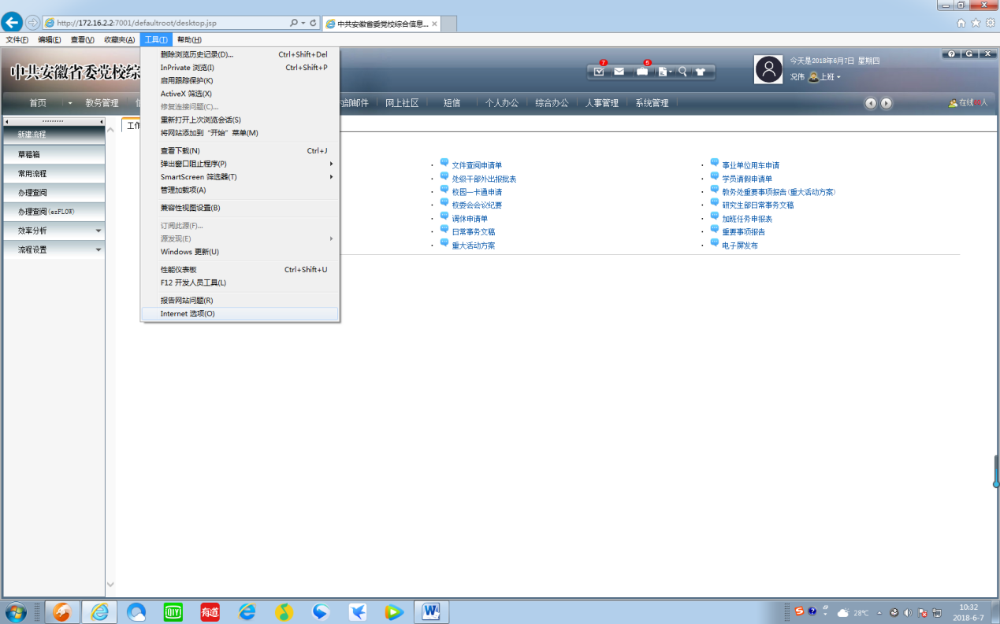 http://172.16.2.2:7001/defaultroot/desktop.jsp
中共安徽省委党校综合信息...
文件(F) 编辑(E) 查看(V) 收藏夹(A) 工具(T) 帮助(H)
中共安徽省委党校综
7
5
今天是2018年6月7日 星期四
况伟 上班
首页 教务管理 信
内部邮件 网上社区 短信 个人办公 综合办公 人事管理 系统管理
在线 人
删除浏览历史记录(D)... Ctrl+Shift+Del
InPrivate 浏览(I) Ctrl+Shift+P
启用跟踪保护(K)
ActiveX 筛选(X)
修复连接问题(C)...
重新打开上次浏览会话(S)
将网站添加到“开始”菜单(M)
查看下载(N) Ctrl+J
弹出窗口阻止程序(P)
SmartScreen 筛选器(T)
管理加载项(A)
兼容性视图设置(B)
订阅此源(F)...
源发现(E)
Windows 更新(U)
性能仪表板 Ctrl+Shift+U
F12 开发人员工具(L)
报告网站问题(R)
Internet 选项(O)
新建流程
草稿箱
常用流程
办理查阅
办理查阅(ezFLOW)
效率分析
流程设置
工作
文件查阅申请单
处级干部外出报批表
校园一卡通申请
校委会会议纪要
调休申请单
日常事务文稿
重大活动方案
事业单位用车申请
学员请假申请单
教务处重要事项报告(重大活动方案)
研究生部日常事务文稿
加班任务申报表
重要事项报告
电子屏发布
QIY
有道
28℃
10:32
2018-6-7